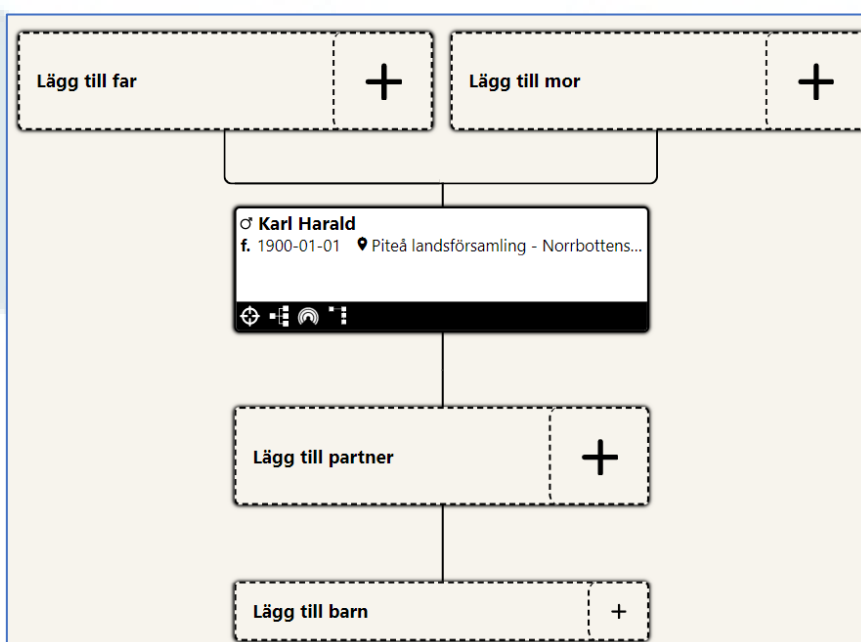 Lägg till far
Lägg till mor
Karl Harald
f. 1900-01-01 Piteå landsförsamling - Norrbottens...
Lägg till partner
Lägg till barn